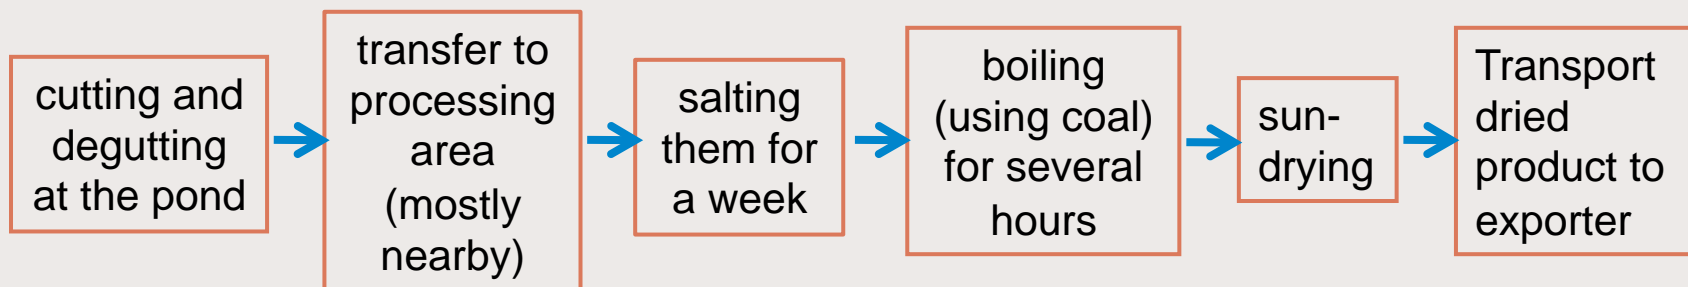 cutting and
degutting
at the pond
transfer to
processing
area
(mostly
nearby)
salting
them for
a week
boiling
(using coal)
for several
hours
sun-
drying
Transport
dried
product to
exporter